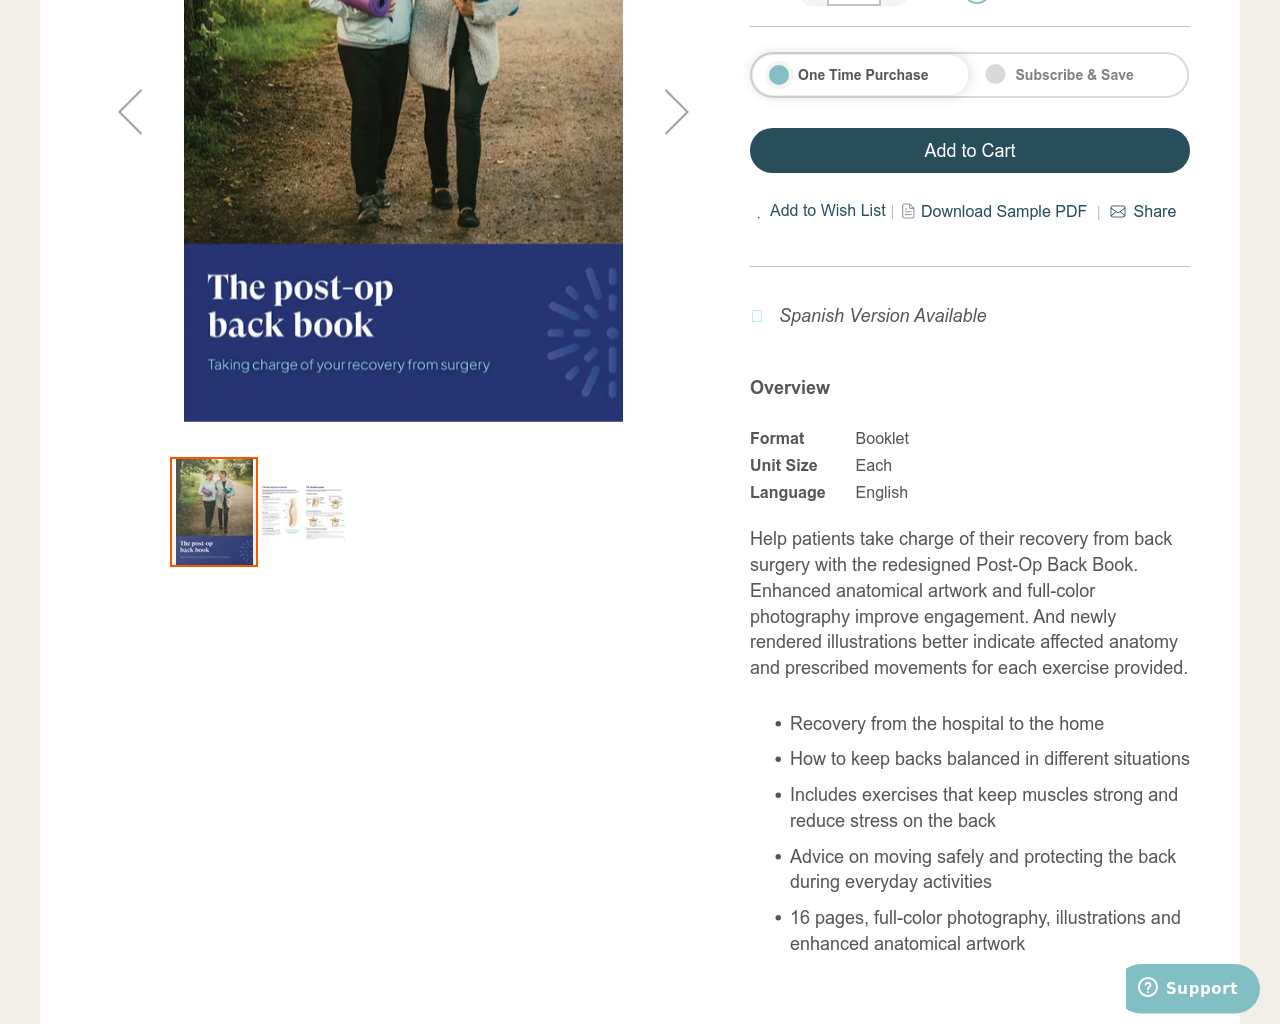 One Time Purchase
Subscribe & Save
Add to Cart
Add to Wish List | Download Sample PDF | Share
The post-op
back book
Taking charge of your recovery from surgery
Spanish Version Available
Overview
Format Booklet
Unit Size Each
Language English
The post-op
back book
Help patients take charge of their recovery from back
surgery with the redesigned Post-Op Back Book.
Enhanced anatomical artwork and full-color
photography improve engagement. And newly
rendered illustrations better indicate affected anatomy
and prescribed movements for each exercise provided.
• Recovery from the hospital to the home
• How to keep backs balanced in different situations
• Includes exercises that keep muscles strong and
reduce stress on the back
• Advice on moving safely and protecting the back
during everyday activities
• 16 pages, full-color photography, illustrations and
enhanced anatomical artwork
Support